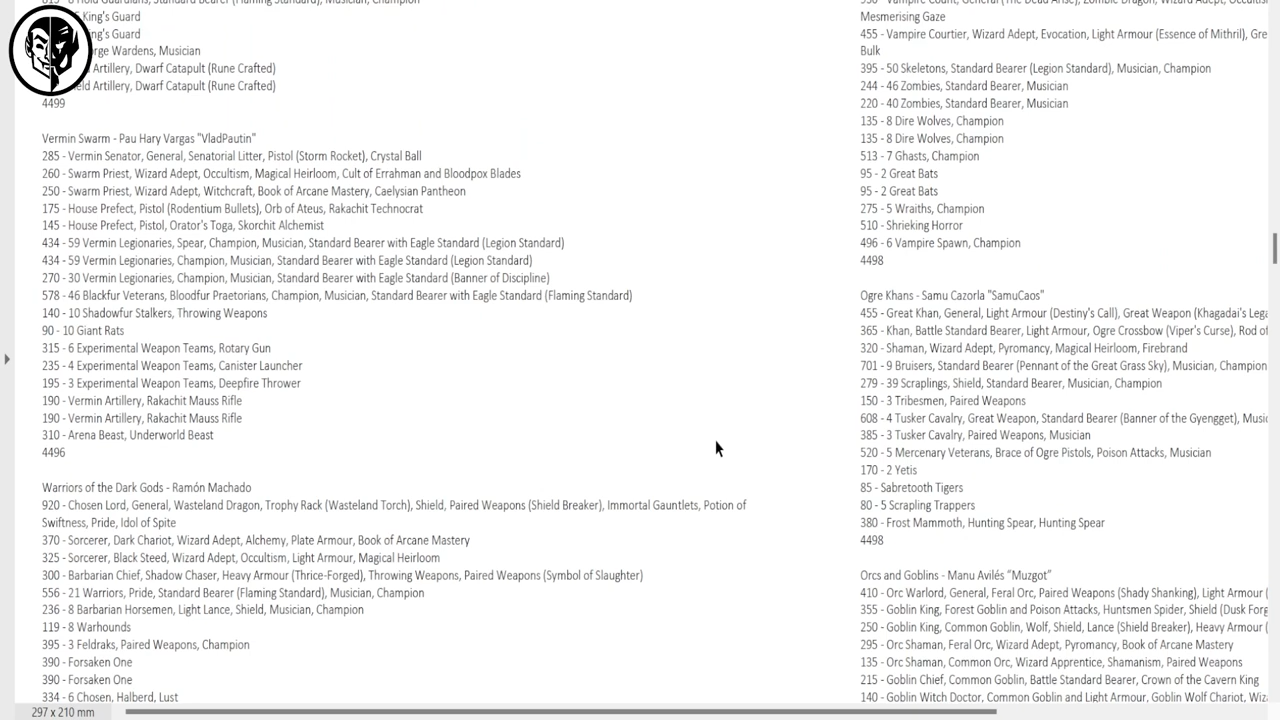 King's Guard
King's Guard
Wardens, Musician
Artillery, Dwarf Catapult (Rune Crafted)
Artillery, Dwarf Catapult (Rune Crafted)
4499
Vermin Swarm - Pau Hary Vargas "VladPautin"
285 - Vermin Senator, General, Senatorial Litter, Pistol (Storm Rocket), Crystal Ball
260 - Swarm Priest, Wizard Adept, Occultism, Magical Heirloom, Cult of Errahman and Bloodpox Blades
250 - Swarm Priest, Wizard Adept, Witchcraft, Book of Arcane Mastery, Caelysian Pantheon
175 - House Prefect, Pistol (Rodentium Bullets), Orb of Ateus, Rakachit Technocrat
145 - House Prefect, Pistol, Orator's Toga, Skorchit Alchemist
434 - 59 Vermin Legionaries, Spear, Champion, Musician, Standard Bearer with Eagle Standard (Legion Standard)
434 - 59 Vermin Legionaries, Champion, Musician, Standard Bearer with Eagle Standard (Legion Standard)
270 - 30 Vermin Legionaries, Champion, Musician, Standard Bearer with Eagle Standard (Banner of Discipline)
578 - 46 Blackfur Veterans, Bloodfur Praetorians, Champion, Musician, Standard Bearer with Eagle Standard (Flaming Standard)
140 - 10 Shadowfur Stalkers, Throwing Weapons
90 - 10 Giant Rats
315 - 6 Experimental Weapon Teams, Rotary Gun
235 - 4 Experimental Weapon Teams, Canister Launcher
195 - 3 Experimental Weapon Teams, Deepfire Thrower
190 - Vermin Artillery, Rakachit Mauss Rifle
190 - Vermin Artillery, Rakachit Mauss Rifle
310 - Arena Beast, Underworld Beast
4496
Warriors of the Dark Gods - Ramón Machado
920 - Chosen Lord, General, Wasteland Dragon, Trophy Rack (Wasteland Torch), Shield, Paired Weapons (Shield Breaker), Immortal Gauntlets, Potion of
Swiftness, Pride, Idol of Spite
370 - Sorcerer, Dark Chariot, Wizard Adept, Alchemy, Plate Armour, Book of Arcane Mastery
325 - Sorcerer, Black Steed, Wizard Adept, Occultism, Light Armour, Magical Heirloom
300 - Barbarian Chief, Shadow Chaser, Heavy Armour (Thrice-Forged), Throwing Weapons, Paired Weapons (Symbol of Slaughter)
556 - 21 Warriors, Pride, Standard Bearer (Flaming Standard), Musician, Champion
236 - 8 Barbarian Horsemen, Light Lance, Shield, Musician, Champion
119 - 8 Warhounds
395 - 3 Feldraks, Paired Weapons, Champion
390 - Forsaken One
390 - Forsaken One
334 - 6 Chosen, Halberd, Lust
297 x 210 mm
Mesmerising Gaze
455 - Vampire Courtier, Wizard Adept, Evocation, Light Armour (Essence of Mithril), Gre
Bulk
395 - 50 Skeletons, Standard Bearer (Legion Standard), Musician, Champion
244 - 46 Zombies, Standard Bearer, Musician
220 - 40 Zombies, Standard Bearer, Musician
135 - 8 Dire Wolves, Champion
135 - 8 Dire Wolves, Champion
513 - 7 Ghasts, Champion
95 - 2 Great Bats
95 - 2 Great Bats
275 - 5 Wraiths, Champion
510 - Shrieking Horror
496 - 6 Vampire Spawn, Champion
4498
Ogre Khans - Samu Cazorla "SamuCaos"
455 - Great Khan, General, Light Armour (Destiny's Call), Great Weapon (Khagadai's Lega
365 - Khan, Battle Standard Bearer, Light Armour, Ogre Crossbow (Viper's Curse), Rod of
320 - Shaman, Wizard Adept, Pyromancy, Magical Heirloom, Firebrand
701 - 9 Bruisers, Standard Bearer (Pennant of the Great Grass Sky), Musician, Champion
279 - 39 Scraplings, Shield, Standard Bearer, Musician, Champion
150 - 3 Tribesmen, Paired Weapons
608 - 4 Tusker Cavalry, Great Weapon, Standard Bearer (Banner of the Gyengget), Musi
385 - 3 Tusker Cavalry, Paired Weapons, Musician
520 - 5 Mercenary Veterans, Brace of Ogre Pistols, Poison Attacks, Musician
170 - 2 Yetis
85 - Sabretooth Tigers
80 - 5 Scrapling Trappers
380 - Frost Mammoth, Hunting Spear, Hunting Spear
4498
Orcs and Goblins - Manu Avilés "Muzgot"
410 - Orc Warlord, General, Feral Orc, Paired Weapons (Shady Shanking), Light Armour (
355 - Goblin King, Forest Goblin and Poison Attacks, Huntsmen Spider, Shield (Dusk Forg
250 - Goblin King, Common Goblin, Wolf, Shield, Lance (Shield Breaker), Heavy Armour (
295 - Orc Shaman, Feral Orc, Wizard Adept, Pyromancy, Book of Arcane Mastery
135 - Orc Shaman, Common Orc, Wizard Apprentice, Shamanism, Paired Weapons
215 - Goblin Chief, Common Goblin, Battle Standard Bearer, Crown of the Cavern King
140 - Goblin Witch Doctor, Common Goblin and Light Armour, Goblin Wolf Chariot, Wiz